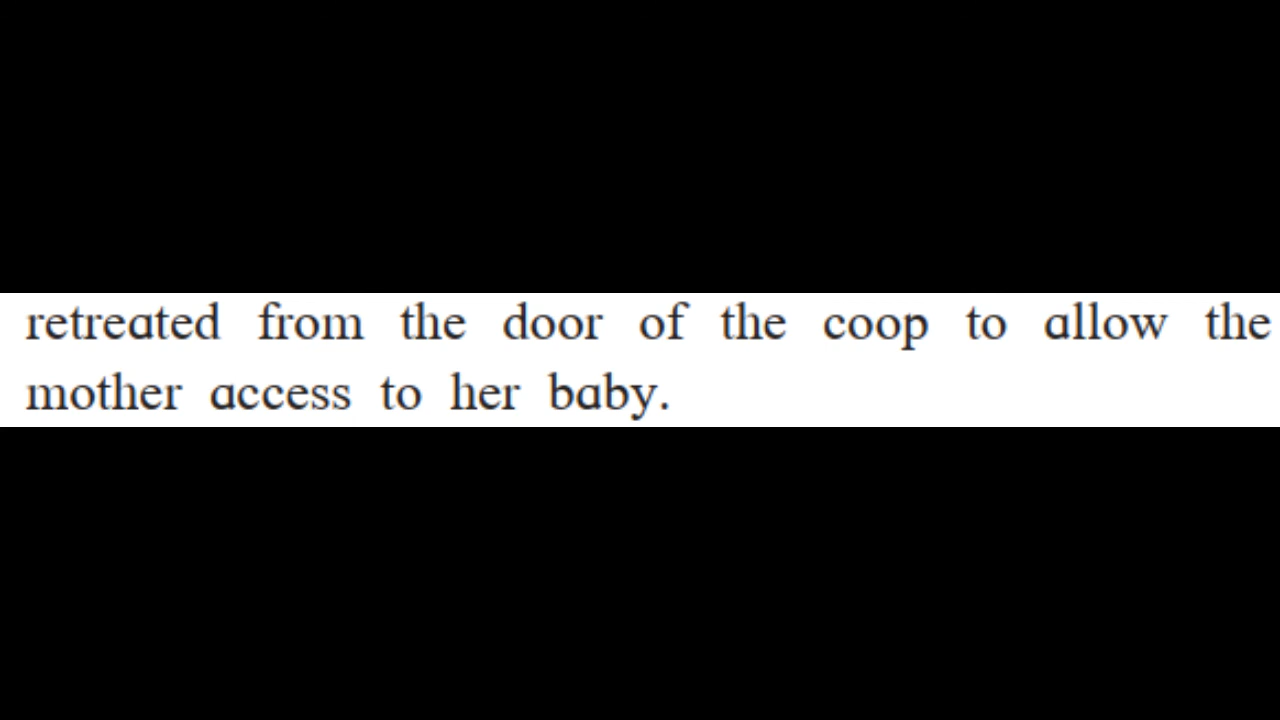 retreated from the door of the coop to allow the
mother access to her baby.